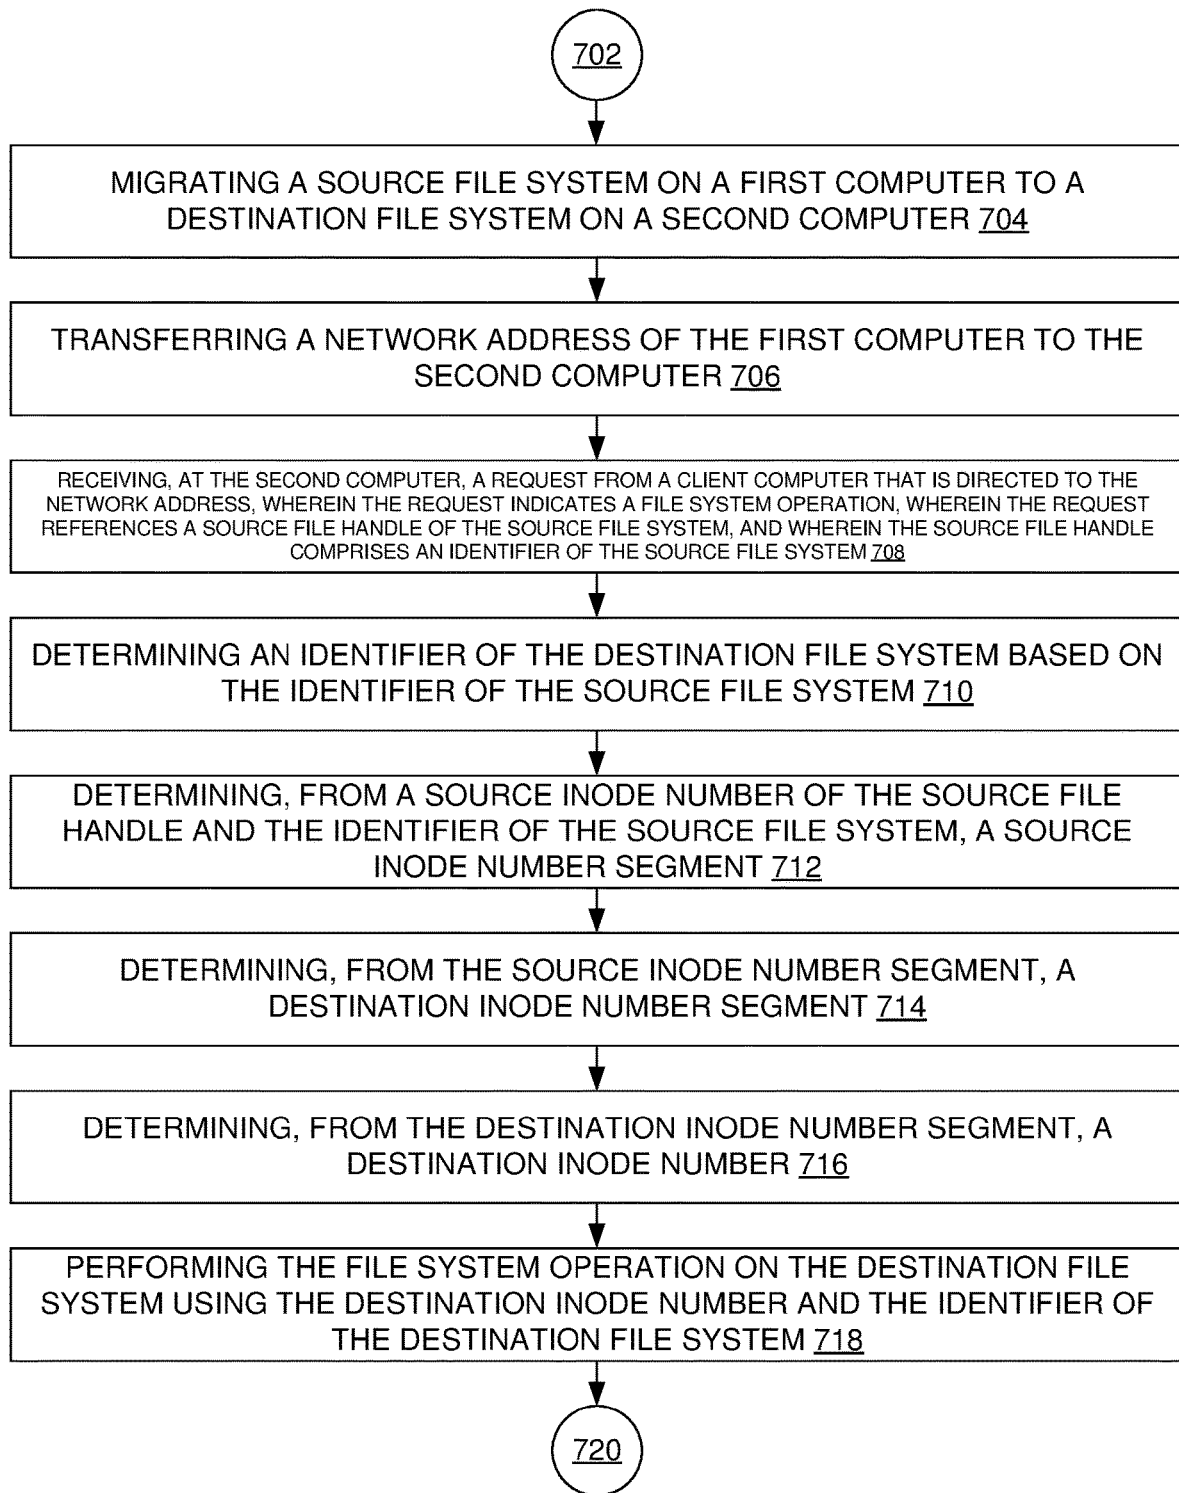 702
MIGRATING A SOURCE FILE SYSTEM ON A FIRST COMPUTER TO A
DESTINATION FILE SYSTEM ON A SECOND COMPUTER 704
TRANSFERRING A NETWORK ADDRESS OF THE FIRST COMPUTER TO THE
SECOND COMPUTER 706
RECEIVING, AT THE SECOND COMPUTER, A REQUEST FROM A CLIENT COMPUTER THAT IS DIRECTED TO THE
NETWORK ADDRESS, WHEREIN THE REQUEST INDICATES A FILE SYSTEM OPERATION, WHEREIN THE REQUEST
REFERENCES A SOURCE FILE HANDLE OF THE SOURCE FILE SYSTEM, AND WHEREIN THE SOURCE FILE HANDLE
COMPRISES AN IDENTIFIER OF THE SOURCE FILE SYSTEM 708
DETERMINING AN IDENTIFIER OF THE DESTINATION FILE SYSTEM BASED ON
THE IDENTIFIER OF THE SOURCE FILE SYSTEM 710
DETERMINING, FROM A SOURCE INODE NUMBER OF THE SOURCE FILE
HANDLE AND THE IDENTIFIER OF THE SOURCE FILE SYSTEM, A SOURCE
INODE NUMBER SEGMENT 712
DETERMINING, FROM THE SOURCE INODE NUMBER SEGMENT, A
DESTINATION INODE NUMBER SEGMENT 714
DETERMINING, FROM THE DESTINATION INODE NUMBER SEGMENT, A
DESTINATION INODE NUMBER 716
PERFORMING THE FILE SYSTEM OPERATION ON THE DESTINATION FILE
SYSTEM USING THE DESTINATION INODE NUMBER AND THE IDENTIFIER OF
THE DESTINATION FILE SYSTEM 718
720